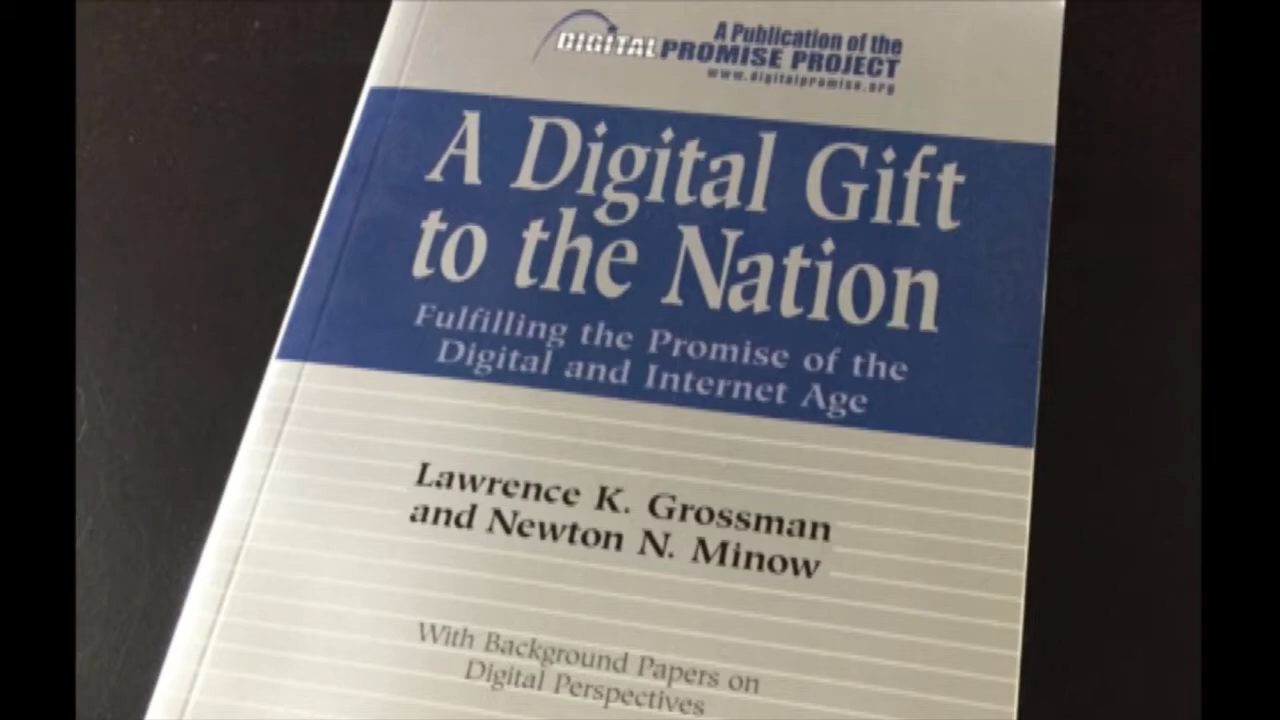 A Publication of the
DIGITAL PROMISE PROJECT
www.digitalpromise.org
A Digital Gift
to the Nation
Fulfilling the Promise of the
Digital and Internet Age
Lawrence K. Grossman
and Newton N. Minow
With Background Papers on
Digital Perspectives